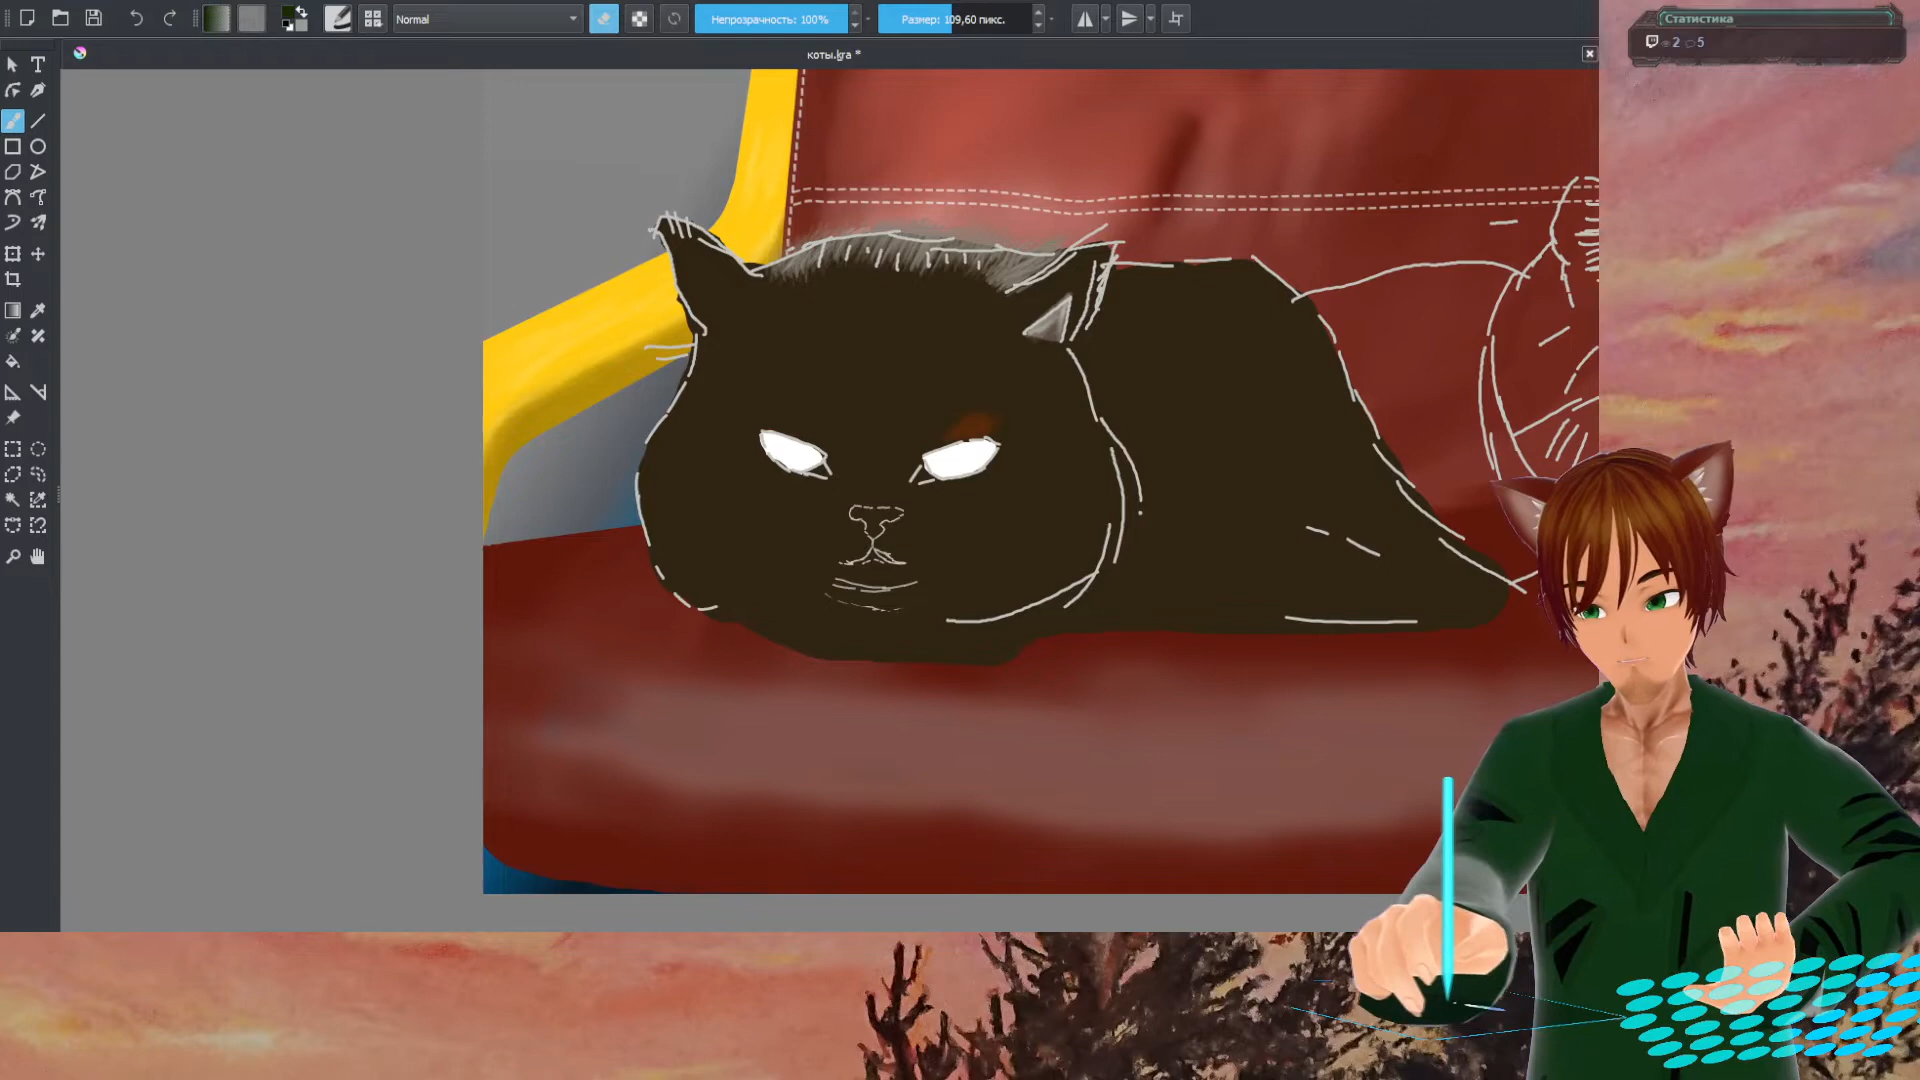 Normal
Непрозрачность: 100%
Размер: 109,60 пикс.
Статистика
2 5
коты.kra *